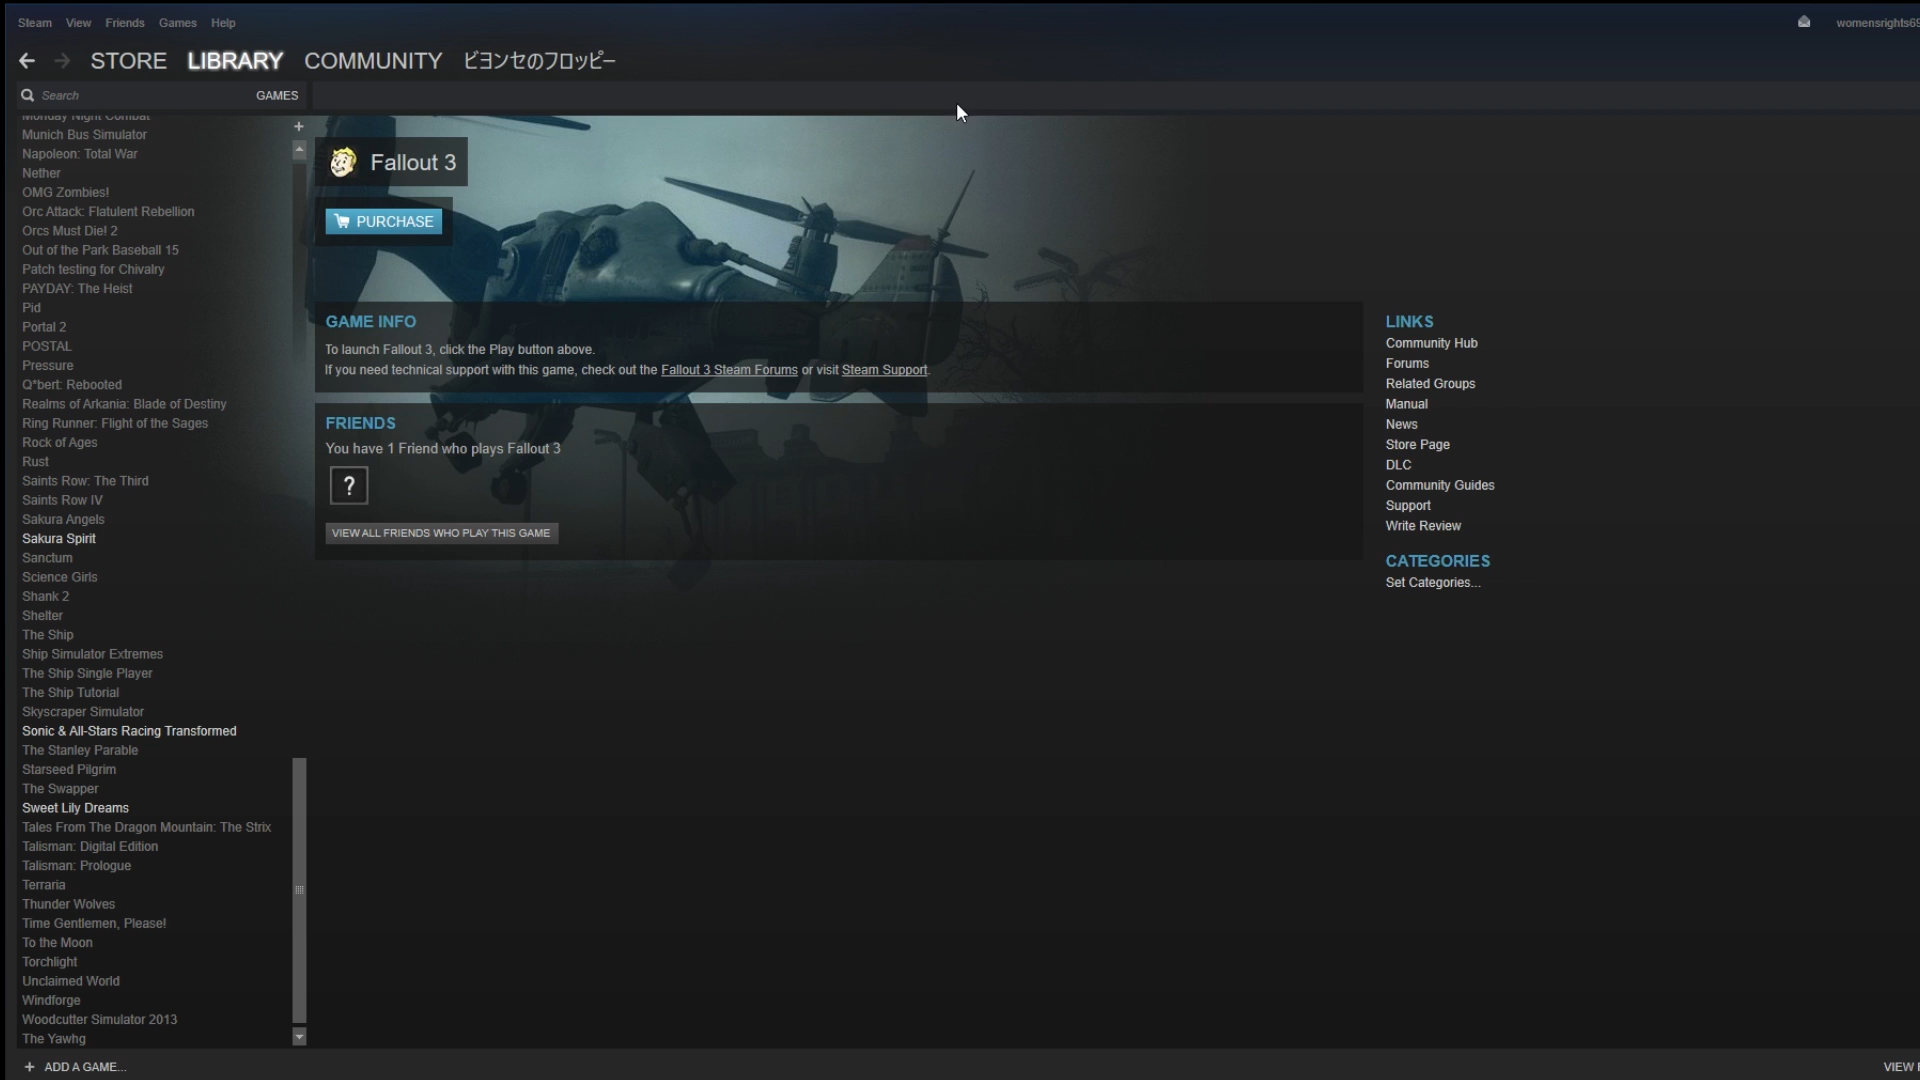 Steam View Friends Games Help
womensrights69
STORE LIBRARY COMMUNITY ビヨンセのフロッピー
Search GAMES
Monday Night Combat
Munich Bus Simulator
Napoleon: Total War
Nether
OMG Zombies!
Orc Attack: Flatulent Rebellion
Orcs Must Die! 2
Out of the Park Baseball 15
Patch testing for Chivalry
PAYDAY: The Heist
Pid
Portal 2
POSTAL
Pressure
Q*bert: Rebooted
Realms of Arkania: Blade of Destiny
Ring Runner: Flight of the Sages
Rock of Ages
Rust
Saints Row: The Third
Saints Row IV
Sakura Angels
Sakura Spirit
Sanctum
Science Girls
Shank 2
Shelter
The Ship
Ship Simulator Extremes
The Ship Single Player
The Ship Tutorial
Skyscraper Simulator
Sonic & All-Stars Racing Transformed
The Stanley Parable
Starseed Pilgrim
The Swapper
Sweet Lily Dreams
Tales From The Dragon Mountain: The Strix
Talisman: Digital Edition
Talisman: Prologue
Terraria
Thunder Wolves
Time Gentlemen, Please!
To the Moon
Torchlight
Unclaimed World
Windforge
Woodcutter Simulator 2013
The Yawhg
+ ADD A GAME...
Fallout 3
PURCHASE
GAME INFO
To launch Fallout 3, click the Play button above.
If you need technical support with this game, check out the Fallout 3 Steam Forums or visit Steam Support.
FRIENDS
You have 1 Friend who plays Fallout 3
?
VIEW ALL FRIENDS WHO PLAY THIS GAME
LINKS
Community Hub
Forums
Related Groups
Manual
News
Store Page
DLC
Community Guides
Support
Write Review
CATEGORIES
Set Categories...
VIEW